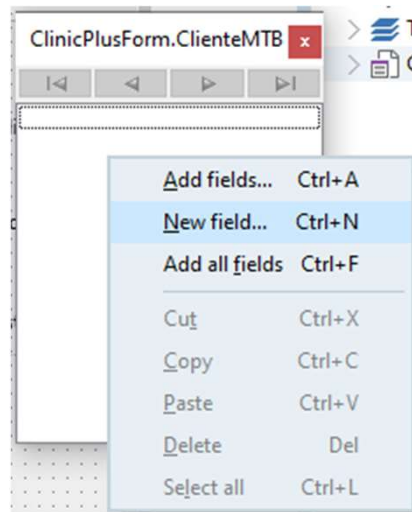 ClinicPlusForm.ClienteMTB x
Add fields... Ctrl+A
New field... Ctrl+N
Add all fields Ctrl+F
Cut Ctrl+X
Copy Ctrl+C
Paste Ctrl+V
Delete Del
Select all Ctrl+L